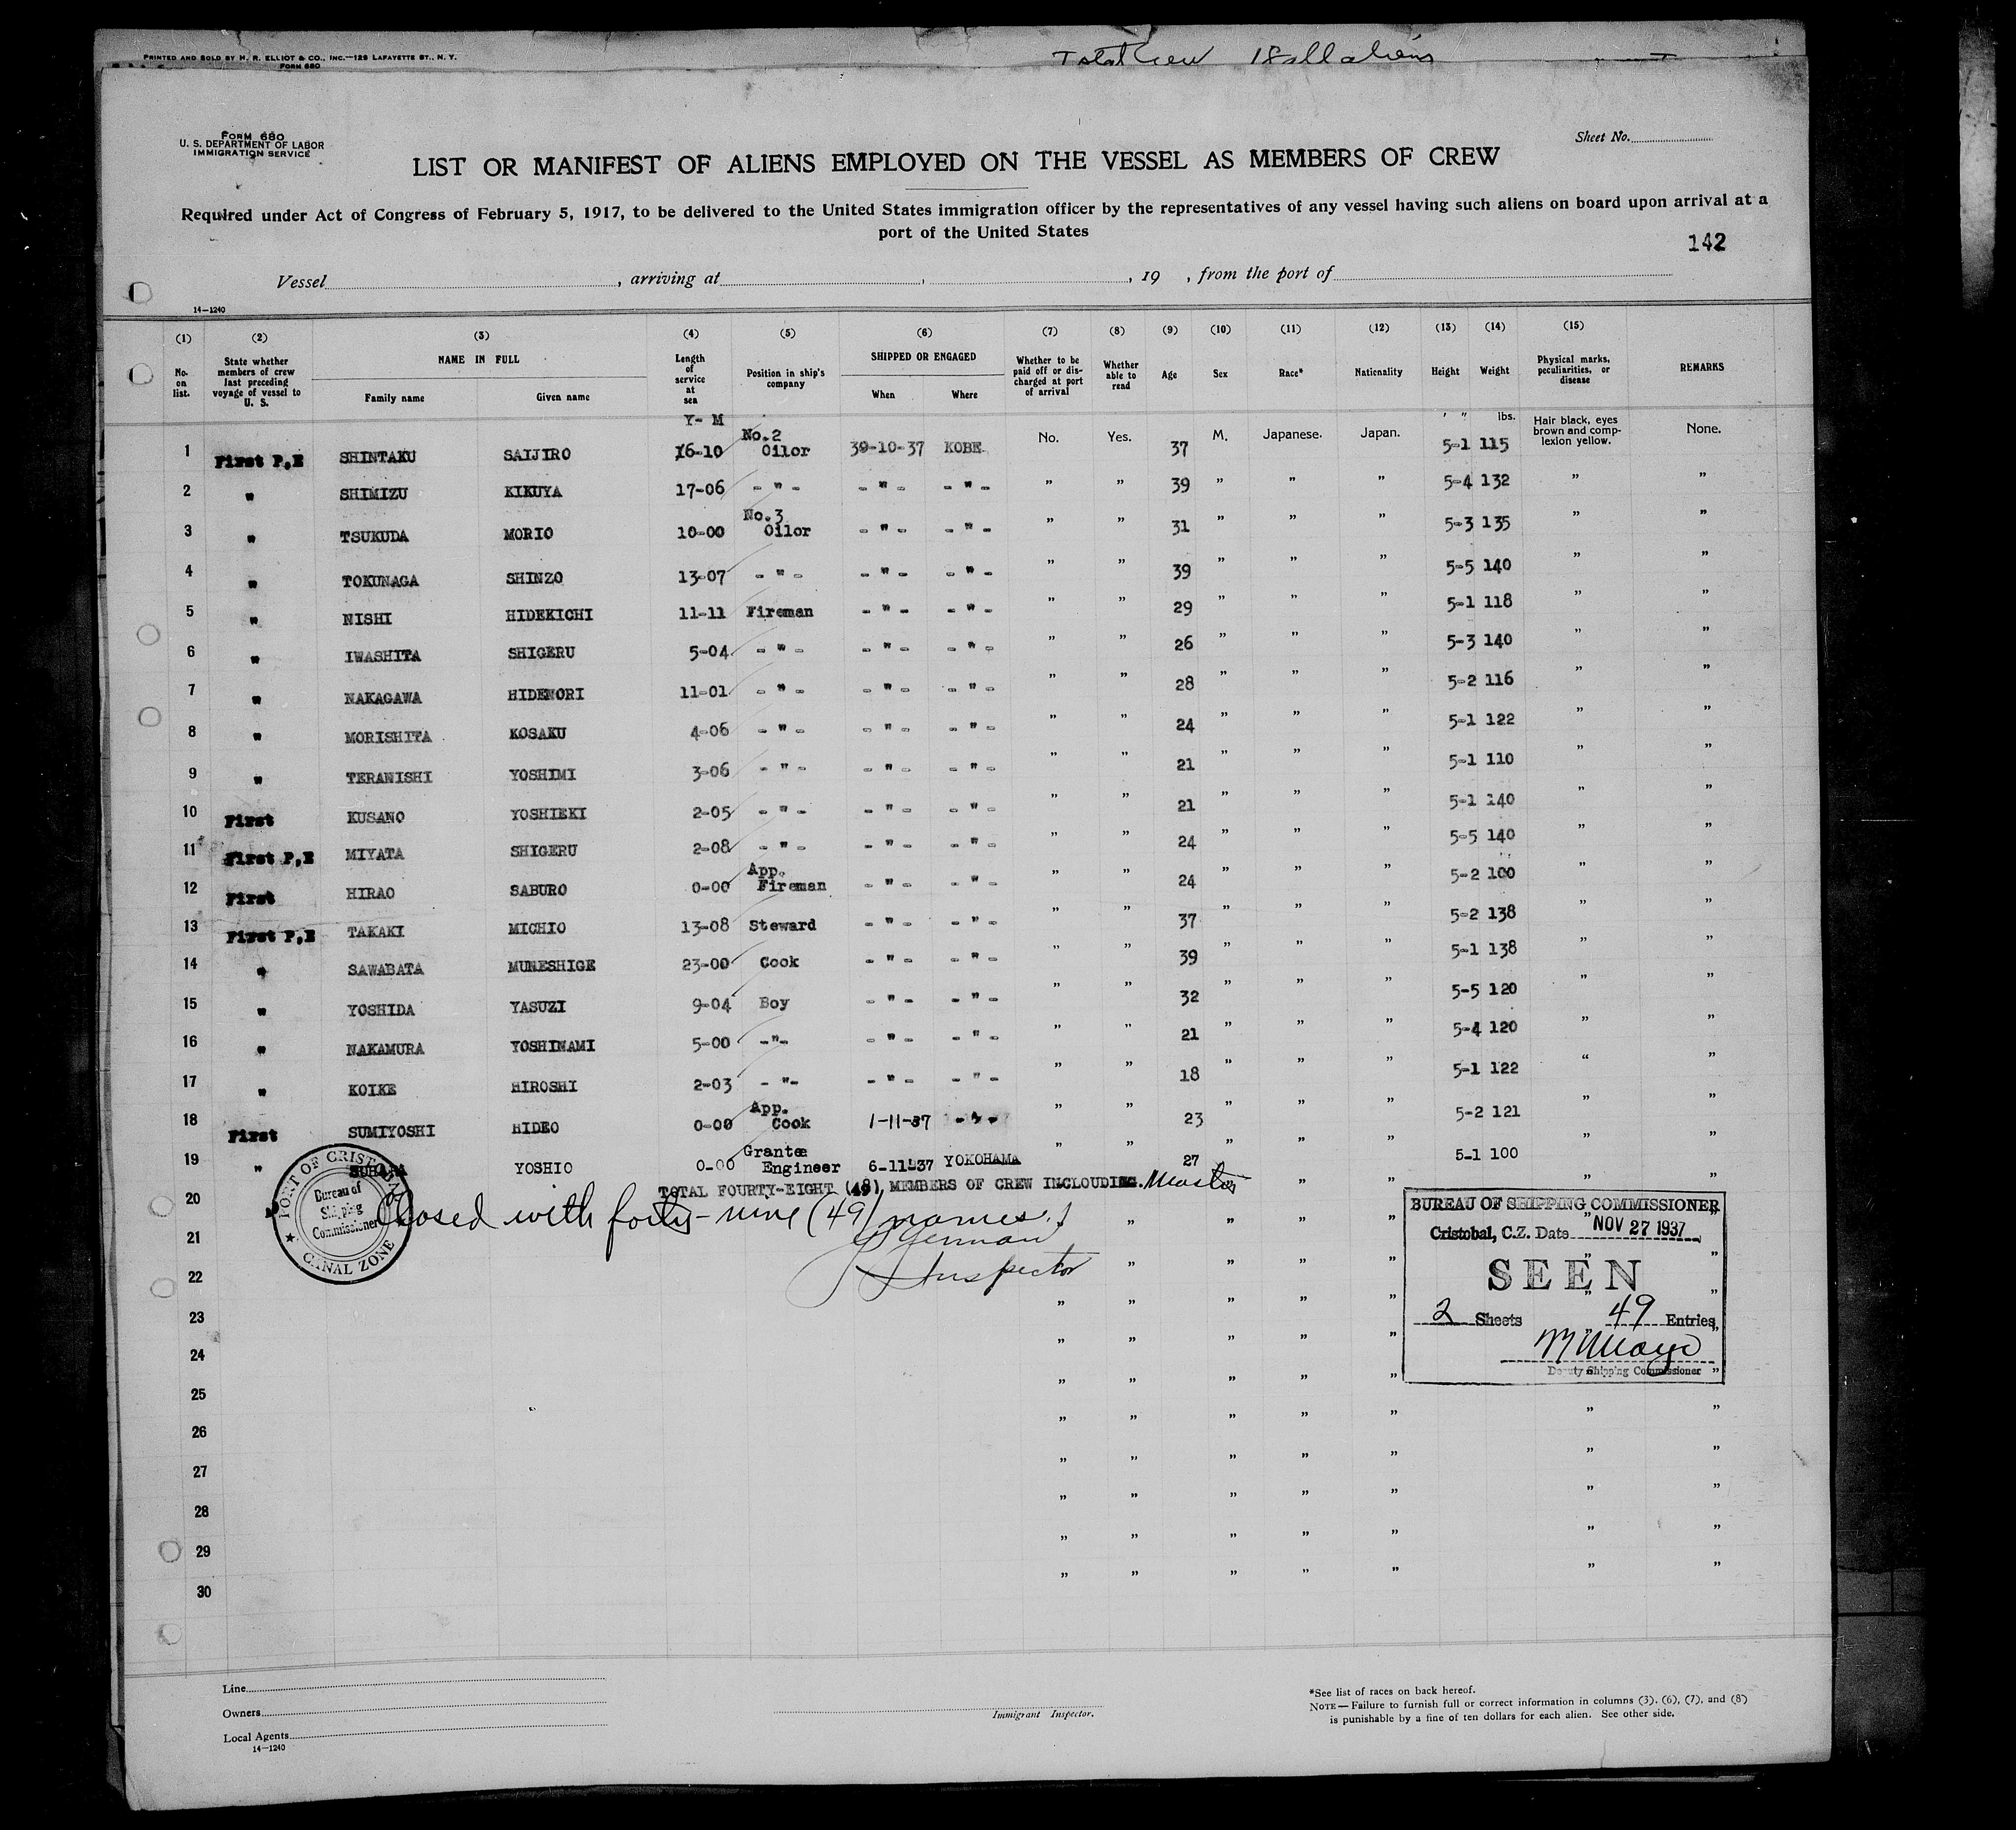 PRINTED AND SOLD BY H. R. ELLIOT & CO., INC.—129 LAFAYETTE ST., N. Y.
FORM 680
Total Crew 18 all aliens
FORM 680
U. S. DEPARTMENT OF LABOR
IMMIGRATION SERVICE
Sheet No.
LIST OR MANIFEST OF ALIENS EMPLOYED ON THE VESSEL AS MEMBERS OF CREW
Required under Act of Congress of February 5, 1917, to be delivered to the United States immigration officer by the representatives of any vessel having such aliens on board upon arrival at a
port of the United States
142
Vessel , arriving at , , 19 , from the port of
14—1240
(1) (2) (3) (4) (5) (6) (7) (8) (9) (10) (11) (12) (13) (14) (15)
No. on list. State whether members of crew last preceding voyage of vessel to U. S. NAME IN FULL Family name Given name Length of service at sea Position in ship's company SHIPPED OR ENGAGED When Where Whether to be paid off or discharged at port of arrival Whether able to read Age Sex Race* Nationality Height Weight Physical marks, peculiarities, or disease REMARKS
Y- M ' " lbs.
1 First P,E SHINTAKU SAIJIRO 16-10 No.2 Oilor 39-10-37 KOBE No. Yes. 37 M. Japanese. Japan. 5-1 115 Hair black, eyes brown and complexion yellow. None.
2 " SHIMIZU KIKUYA 17-06 - " - - " - - " - " " 39 " " " 5-4 132 " "
3 " TSUKUDA MORIO 10-00 No.3 Oilor - " - - " - " " 31 " " " 5-3 135 " "
4 " TOKUNAGA SHINZO 13-07 - " - - " - - " - " " 39 " " " 5-5 140 " "
5 " NISHI HIDEKICHI 11-11 Fireman - " - - " - " " 29 " " " 5-1 118 " "
6 " IWASHITA SHIGERU 5-04 - " - - " - - " - " " 26 " " " 5-3 140 " "
7 " NAKAGAWA HIDENORI 11-01 - " - - " - - " - " " 28 " " " 5-2 116 " "
8 " MORISHITA KOSAKU 4-06 - " - - " - - " - " " 24 " " " 5-1 122 " "
9 " TERANISHI YOSHIMI 3-06 - " - - " - - " - " " 21 " " " 5-1 110 " "
10 First KUSANO YOSHIEKI 2-05 - " - - " - - " - " " 21 " " " 5-1 140 " "
11 First P,E MIYATA SHIGERU 2-08 - " - - " - - " - " " 24 " " " 5-5 140 " "
12 First HIRAO SABURO 0-00 App. Fireman - " - - " - " " 24 " " " 5-2 100 " "
13 First P,E TAKAKI MICHIO 13-08 Steward - " - - " - " " 37 " " " 5-2 138 " "
14 " SAWABATA MUNESHIGE 23-00 Cook - " - - " - " " 39 " " " 5-1 138 " "
15 " YOSHIDA YASUZI 9-04 Boy - " - - " - " " 32 " " " 5-5 120 " "
16 " NAKAMURA YOSHINAMI 5-00 -"- - " - - " - " " 21 " " " 5-4 120 " "
17 " KOIKE HIROSHI 2-03 - "- - " - - " - " " 18 " " " 5-1 122 “ "
18 First SUMIYOSHI HIDEO 0-00 App. Cook 1-11-37 - " - " " 23 " " " 5-2 121 " "
19 " YOSHIO 0-00 Grantee Engineer 6-11-37 YOKOHAMA " " 27 " " " 5-1 100 " "
20 TOTAL FOURTY-EIGHT (48) MEMBERS OF CREW INCLOUDING. Master
Closed with forty-nine (49) names.
21 German
22 Inspector
23
24
25
26
27
28
29
30
PORT OF CRISTOBAL
Bureau of
Shipping
Commissioner
★ CANAL ZONE
BUREAU OF SHIPPING COMMISSIONER
Cristobal, C.Z. Date NOV 27 1937
SEEN
2 Sheets 49 Entries
Deputy Shipping Commissioner
Line
Owners
Local Agents
14—1240
Immigrant Inspector.
*See list of races on back hereof.
NOTE—Failure to furnish full or correct information in columns (3), (6), (7), and (8)
is punishable by a fine of ten dollars for each alien. See other side.